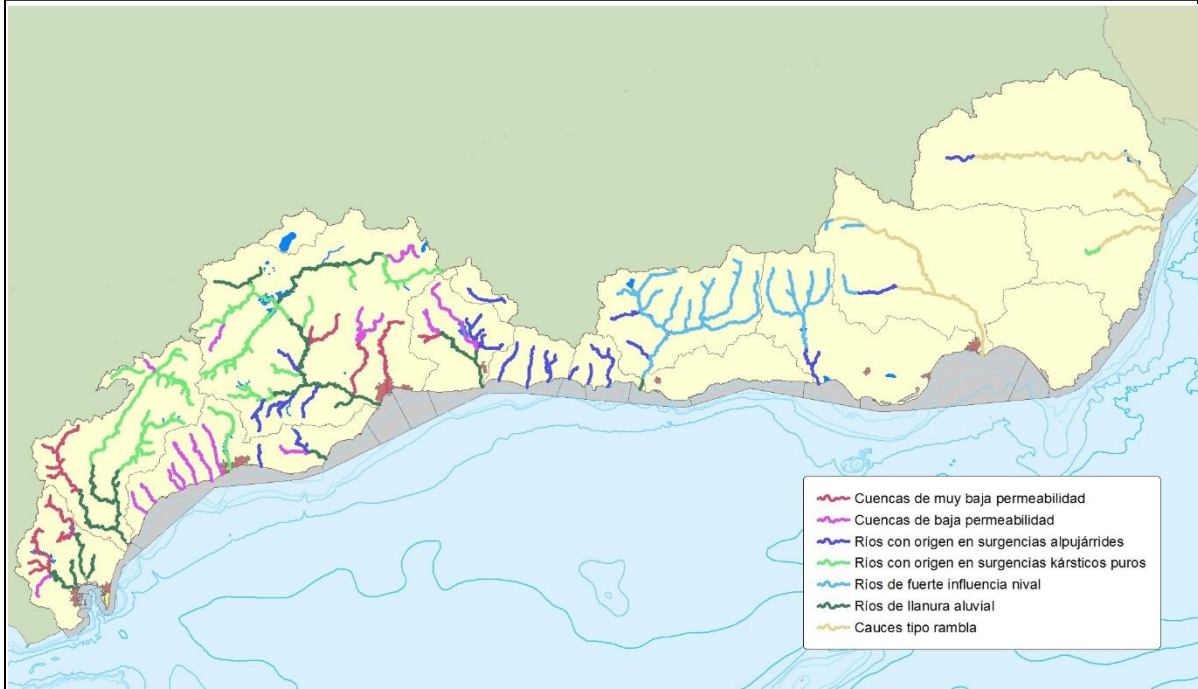 Cuencas de muy baja permeabilidad
Cuencas de baja permeabilidad
Ríos con origen en surgencias alpujárrides
Ríos con origen en surgencias kársticos puros
Ríos de fuerte influencia nival
Ríos de llanura aluvial
Cauces tipo rambla